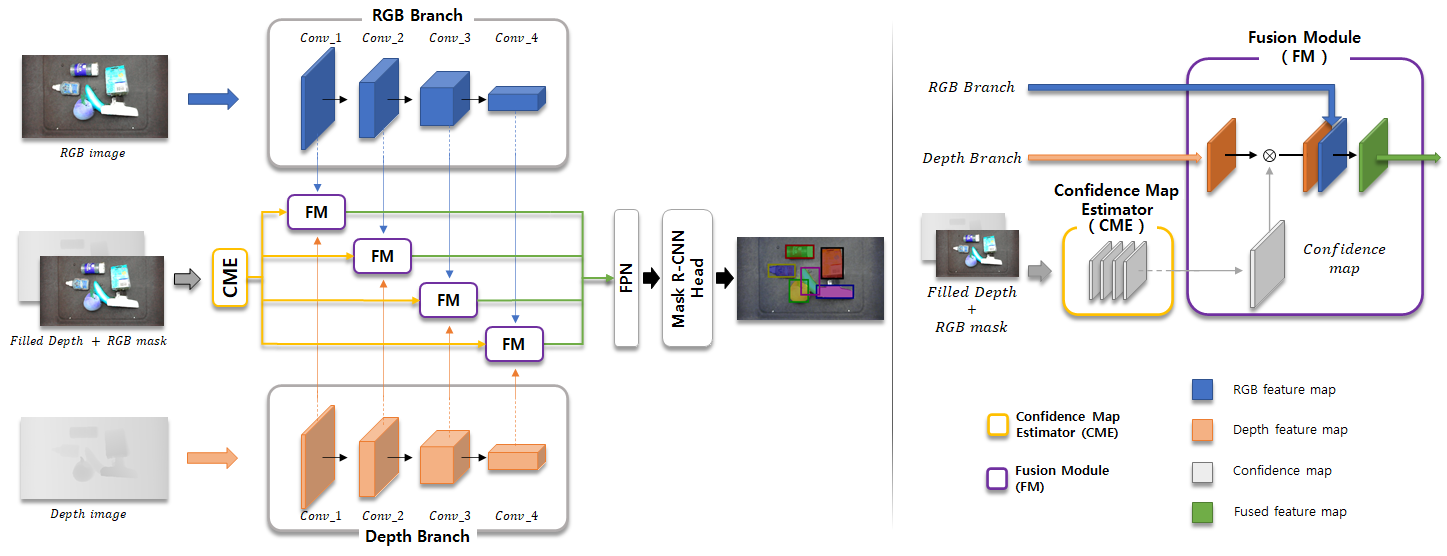 RGB Branch
Conv_1 Conv_2 Conv_3 Conv_4
RGB image
FM
FM
FM
FM
CME
FPN
Mask R-CNN
Head
Filled Depth + RGB mask
Depth image
Conv_1 Conv_2 Conv_3 Conv_4
Depth Branch
Fusion Module
( FM )
RGB Branch
Depth Branch
Confidence Map
Estimator
( CME )
Confidence
map
Filled Depth
+
RGB mask
Confidence Map
Estimator (CME)
Fusion Module
(FM)
RGB feature map
Depth feature map
Confidence map
Fused feature map